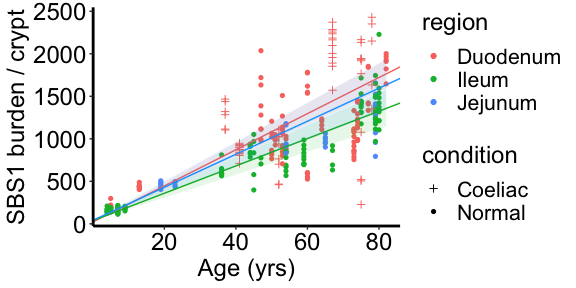 SBS1 burden / crypt
2500
2000
1500
1000
500
0
20
40
60
80
Age (yrs)
region
Duodenum
Ileum
Jejunum
condition
Coeliac
Normal